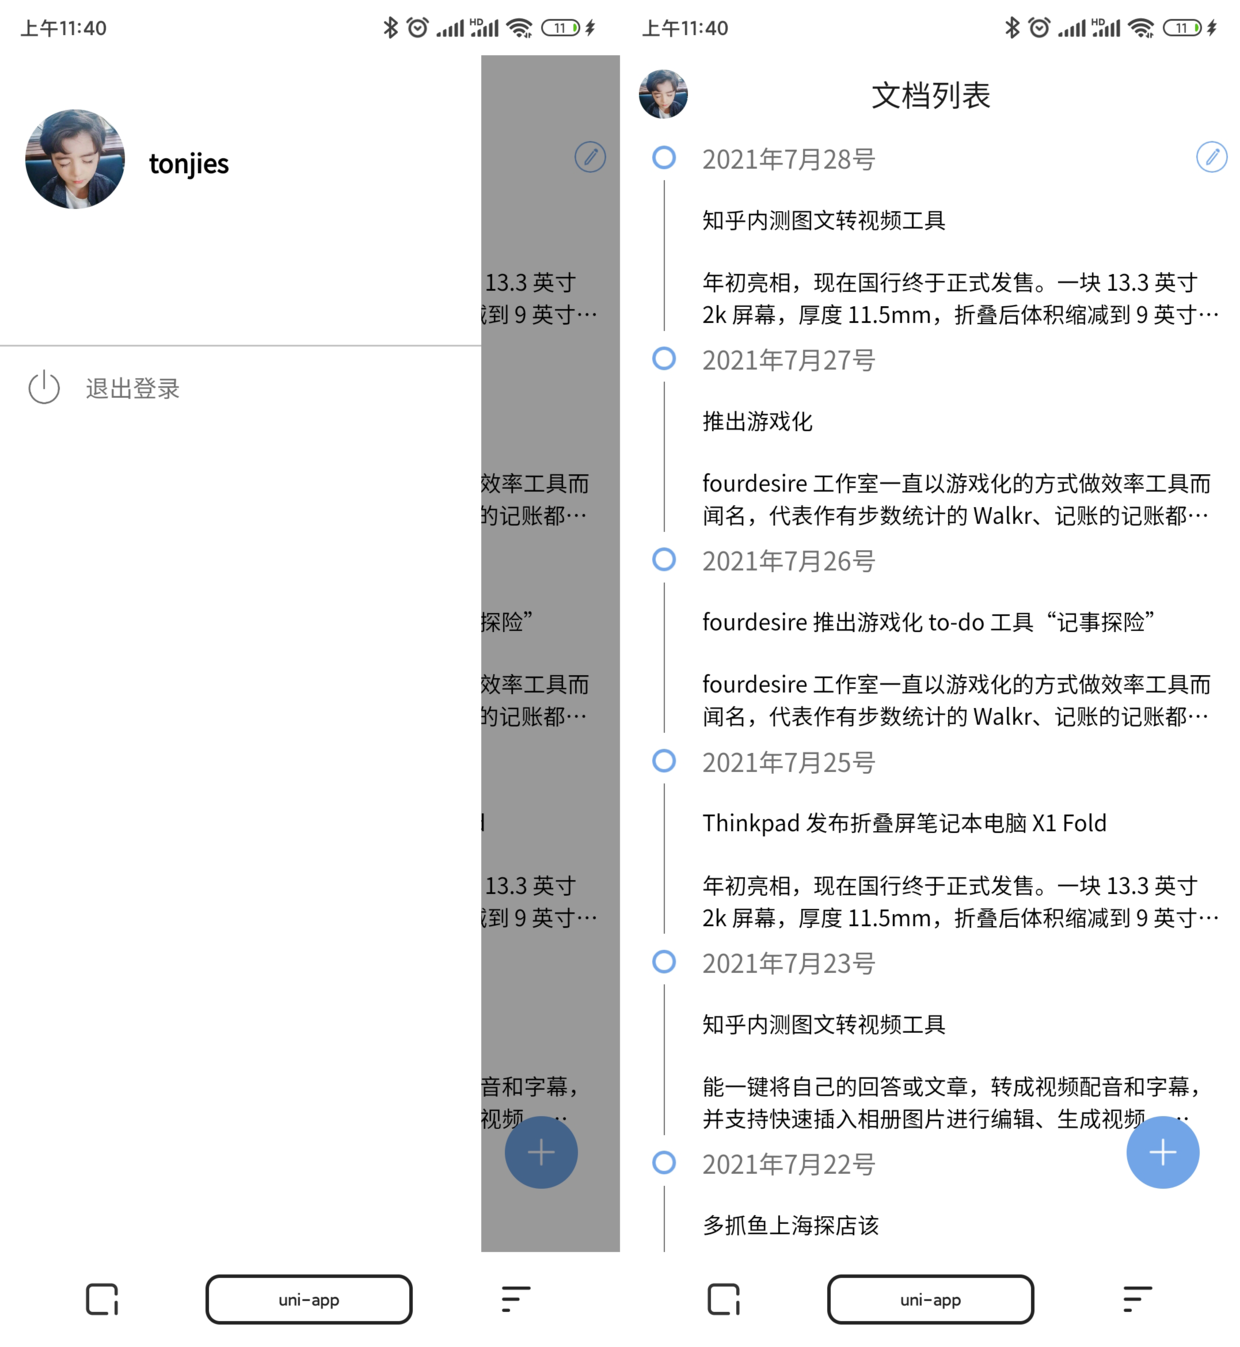 上午11:40
HD
11
tonjies
退出登录
13.3 英寸
到 9 英寸…
效率工具而
的记账都…
探险”
效率工具而
的记账都…
13.3 英寸
到 9 英寸…
音和字幕，
视频
uni-app
上午11:40
HD
11
文档列表
2021年7月28号
知乎内测图文转视频工具
年初亮相，现在国行终于正式发售。一块 13.3 英寸
2k 屏幕，厚度 11.5mm，折叠后体积缩减到 9 英寸…
2021年7月27号
推出游戏化
fourdesire 工作室一直以游戏化的方式做效率工具而
闻名，代表作有步数统计的 Walkr、记账的记账都…
2021年7月26号
fourdesire 推出游戏化 to-do 工具“记事探险”
fourdesire 工作室一直以游戏化的方式做效率工具而
闻名，代表作有步数统计的 Walkr、记账的记账都…
2021年7月25号
Thinkpad 发布折叠屏笔记本电脑 X1 Fold
年初亮相，现在国行终于正式发售。一块 13.3 英寸
2k 屏幕，厚度 11.5mm，折叠后体积缩减到 9 英寸…
2021年7月23号
知乎内测图文转视频工具
能一键将自己的回答或文章，转成视频配音和字幕，
并支持快速插入相册图片进行编辑、生成视频
2021年7月22号
多抓鱼上海探店该
uni-app